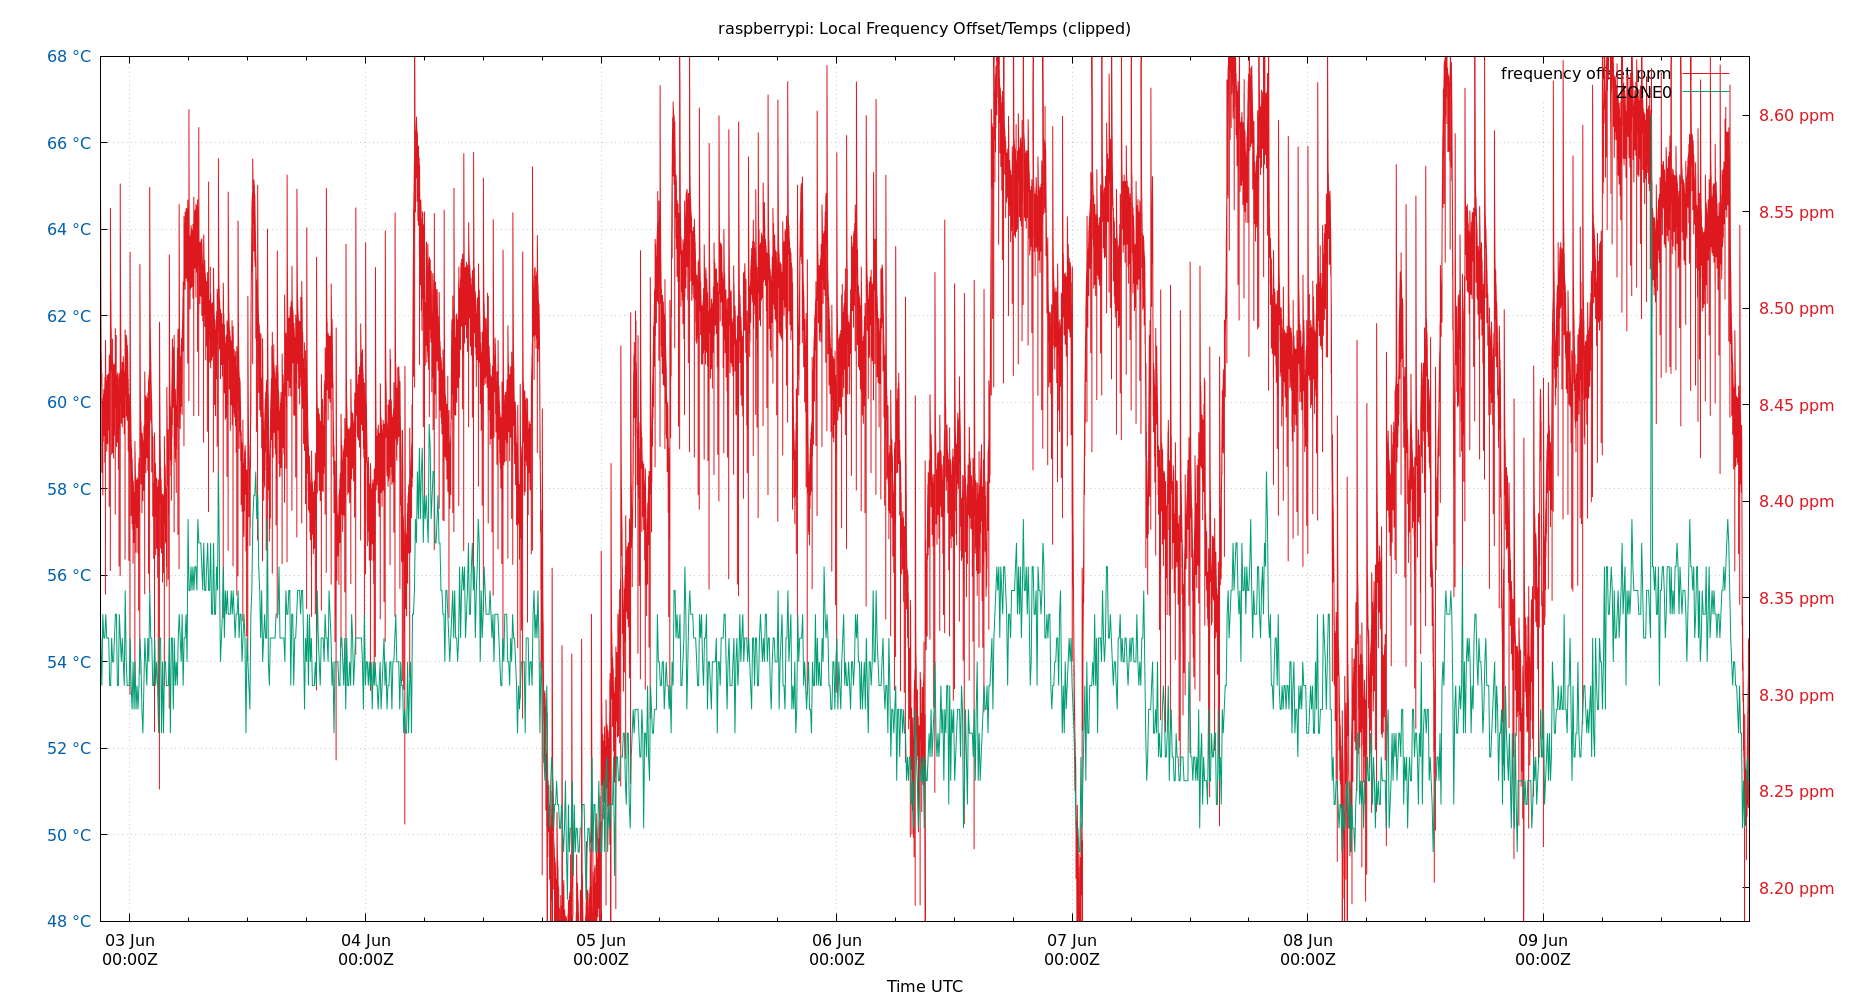 raspberrypi: Local Frequency Offset/Temps (clipped)
68 °C
66 °C
64 °C
62 °C
60 °C
58 °C
56 °C
54 °C
52 °C
50 °C
48 °C
frequency offset ppm
ZONE0
8.60 ppm
8.55 ppm
8.50 ppm
8.45 ppm
8.40 ppm
8.35 ppm
8.30 ppm
8.25 ppm
8.20 ppm
03 Jun
00:00Z
04 Jun
00:00Z
05 Jun
00:00Z
06 Jun
00:00Z
07 Jun
00:00Z
08 Jun
00:00Z
09 Jun
00:00Z
Time UTC